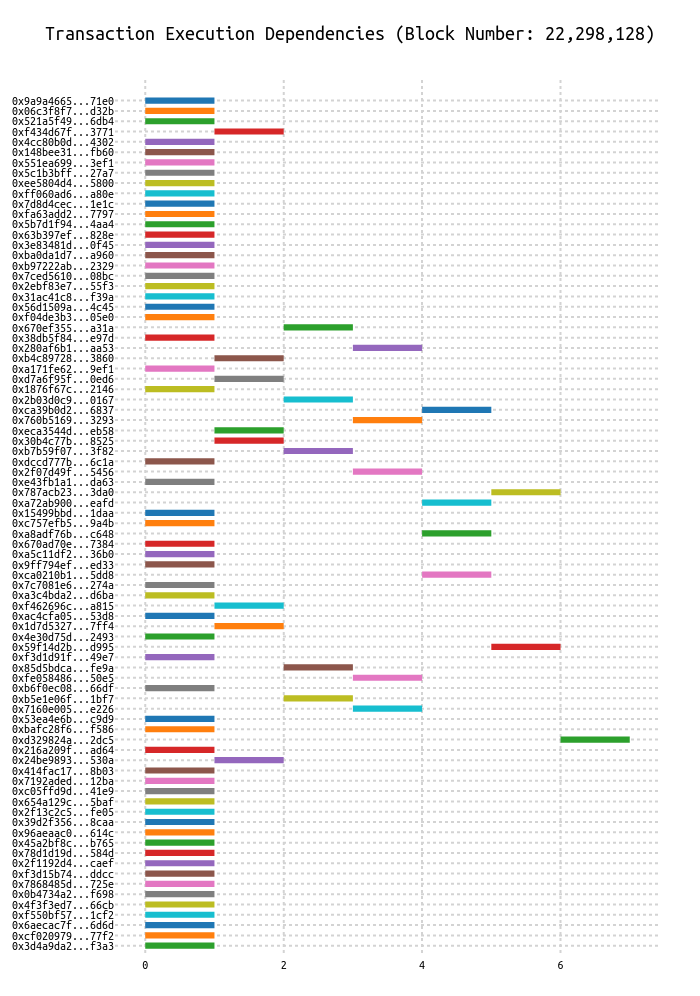 Transaction Execution Dependencies (Block Number: 22,298,128)
0x9a9a4665...71e0
0x06c3f8f7...d32b
0x521a5f49...6db4
0xf434d67f...3771
0x4cc80b0d...4302
0x148bee31...fb60
0x551ea699...3ef1
0x5c1b3bff...27a7
0xee5804d4...5800
0xff060ad6...a80e
0x7d8d4cec...1e1c
0xfa63add2...7797
0x5b7d1f94...4aa4
0x63b397ef...828e
0x3e83481d...0f45
0xba0da1d7...a960
0xb97222ab...2329
0x7ced5610...08bc
0x2ebf83e7...55f3
0x31ac41c8...f39a
0x56d1509a...4c45
0xf04de3b3...05e0
0x670ef355...a31a
0x38db5f84...e97d
0x280af6b1...aa53
0xb4c89728...3860
0xa171fe62...9ef1
0xd7a6f95f...0ed6
0x1876f67c...2146
0x2b03d0c9...0167
0xca39b0d2...6837
0x760b5169...3293
0xeca3544d...eb58
0x30b4c77b...8525
0xb7b59f07...3f82
0xdccd777b...6c1a
0x2f07d49f...5456
0xe43fb1a1...da63
0x787acb23...3da0
0xa72ab900...eafd
0x15499bbd...1daa
0xc757efb5...9a4b
0xa8adf76b...c648
0x670ad70e...7384
0xa5c11df2...36b0
0x9ff794ef...ed33
0xca0210b1...5dd8
0x7c7081e6...274a
0xa3c4bda2...d6ba
0xf462696c...a815
0xac4cfa05...53d8
0x1d7d5327...7ff4
0x4e30d75d...2493
0x59f14d2b...d995
0xf3d1d91f...49e7
0x85d5bdca...fe9a
0xfe058486...50e5
0xb6f0ec08...66df
0xb5e1e06f...1bf7
0x7160e005...e226
0x53ea4e6b...c9d9
0xbafc28f6...f586
0xd329824a...2dc5
0x216a209f...ad64
0x24be9893...530a
0x414fac17...8b03
0x7192aded...12ba
0xc05ffd9d...41e9
0x654a129c...5baf
0x2f13c2c5...fe05
0x39d2f356...8caa
0x96aeaac0...614c
0x45a2bf8c...b765
0x78d1d19d...584d
0x2f1192d4...caef
0xf3d15b74...ddcc
0x7868485d...725e
0x0b4734a2...f698
0x4f3f3ed7...66cb
0xf550bf57...1cf2
0x6aecac7f...6d6d
0xcf020979...77f2
0x3d4a9da2...f3a3
0 2 4 6